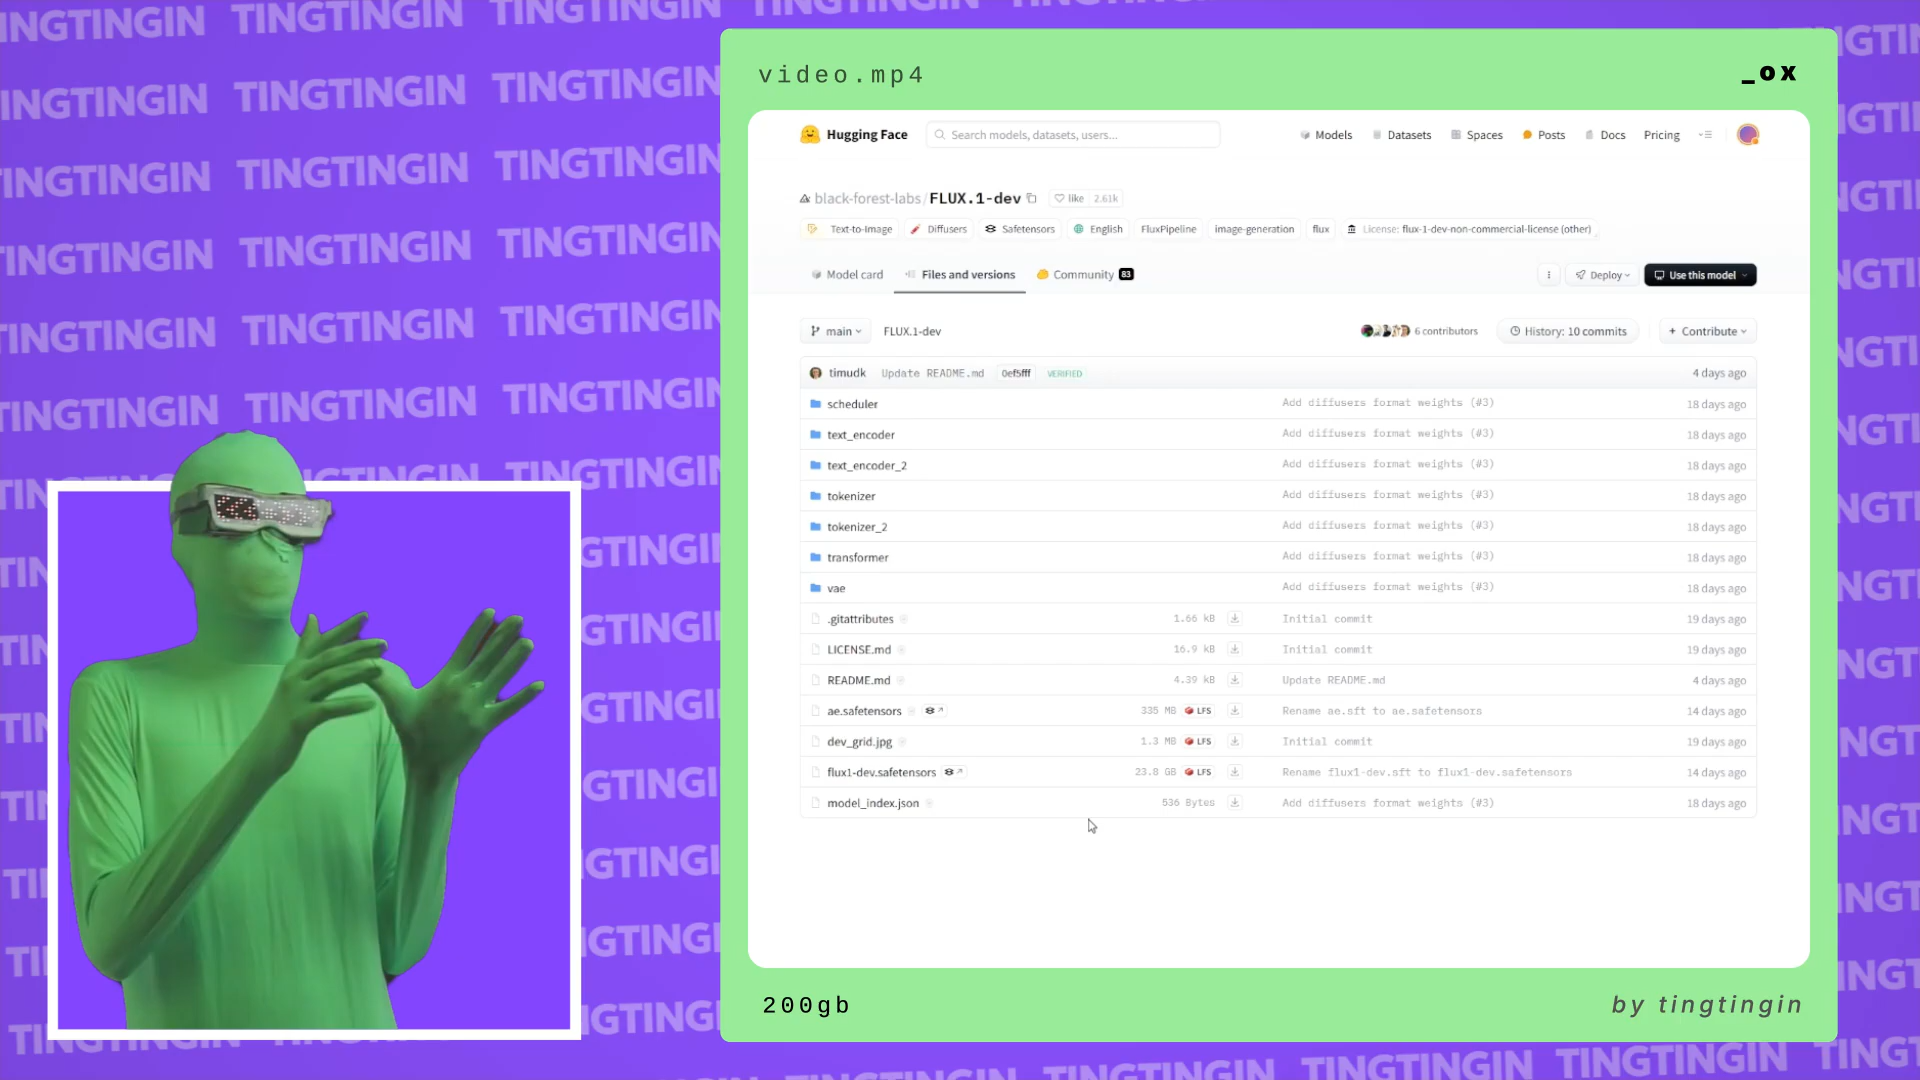 TINGTINGIN TINGTINGIN TINGTINGIN
video.mp4
_ox
Hugging Face
Search models, datasets, users...
Models
Datasets
Spaces
Posts
Docs
Pricing
black-forest-labs/FLUX.1-dev
like 2.61k
Text-to-Image
Diffusers
Safetensors
English
FluxPipeline
image-generation
flux
License: flux-1-dev-non-commercial-license (other)
Model card
Files and versions
Community 83
Deploy
Use this model
main
FLUX.1-dev
6 contributors
History: 10 commits
+ Contribute
timudk Update README.md 0ef5fff VERIFIED 4 days ago
scheduler Add diffusers format weights (#3) 18 days ago
text_encoder Add diffusers format weights (#3) 18 days ago
text_encoder_2 Add diffusers format weights (#3) 18 days ago
tokenizer Add diffusers format weights (#3) 18 days ago
tokenizer_2 Add diffusers format weights (#3) 18 days ago
transformer Add diffusers format weights (#3) 18 days ago
vae Add diffusers format weights (#3) 18 days ago
.gitattributes 1.66 kB Initial commit 19 days ago
LICENSE.md 16.9 kB Initial commit 19 days ago
README.md 4.39 kB Update README.md 4 days ago
ae.safetensors 335 MB LFS Rename ae.sft to ae.safetensors 14 days ago
dev_grid.jpg 1.3 MB LFS Initial commit 19 days ago
flux1-dev.safetensors 23.8 GB LFS Rename flux1-dev.sft to flux1-dev.safetensors 14 days ago
model_index.json 536 Bytes Add diffusers format weights (#3) 18 days ago
200gb
by tingtingin